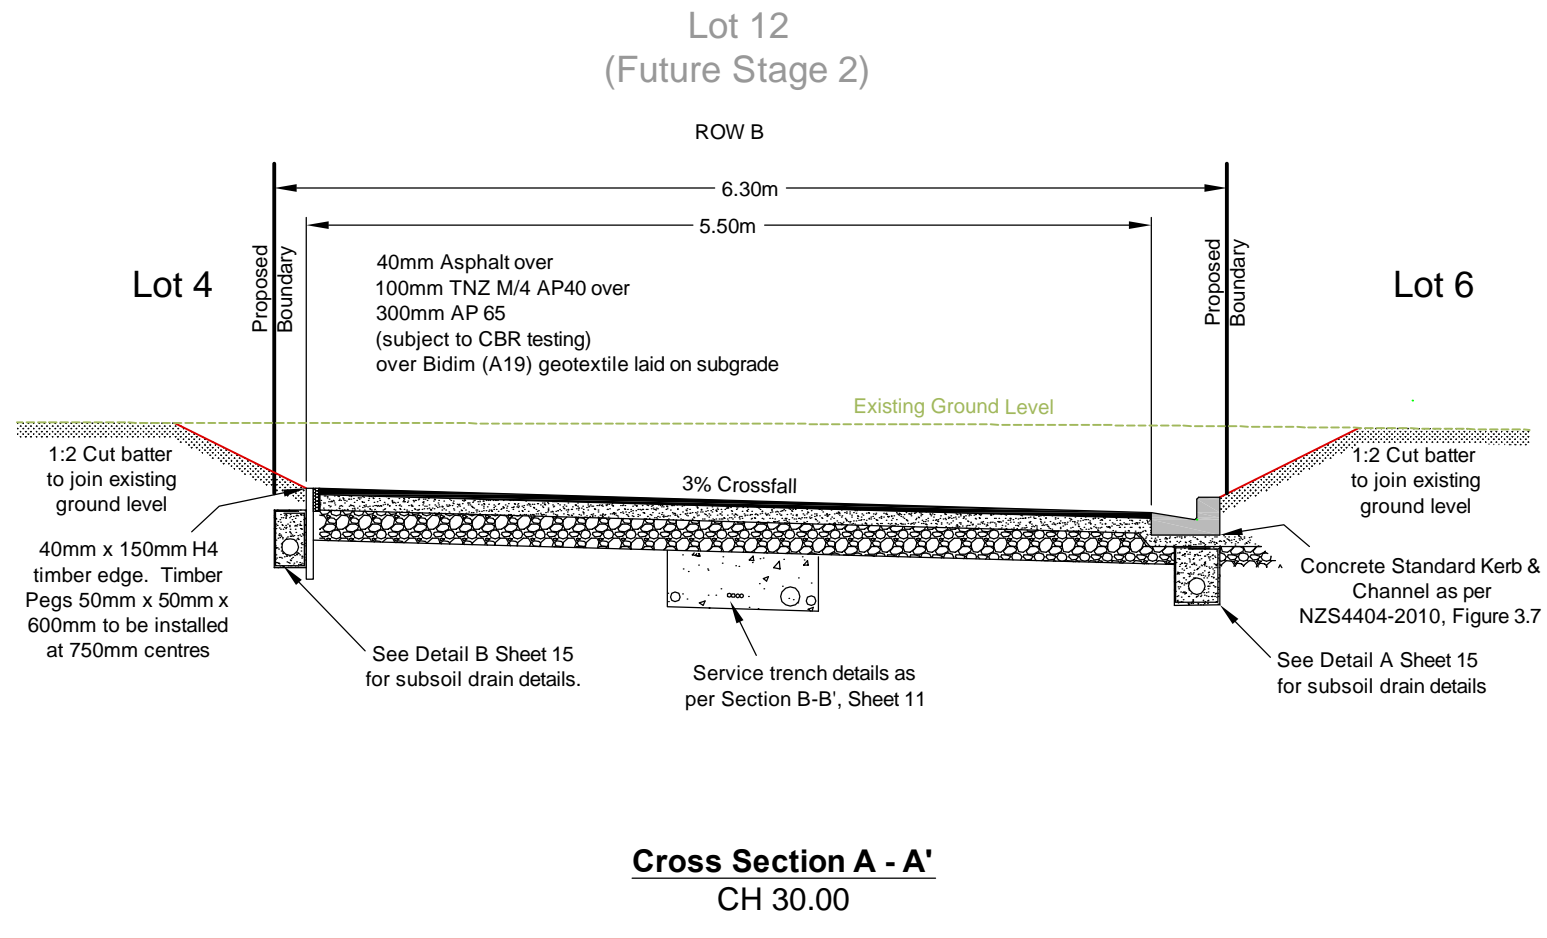 Lot 12
(Future Stage 2)
ROW B
6.30m
5.50m
Lot 4
Proposed
Boundary
40mm Asphalt over
100mm TNZ M/4 AP40 over
300mm AP 65
(subject to CBR testing)
over Bidim (A19) geotextile laid on subgrade
Proposed
Boundary
Lot 6
Existing Ground Level
1:2 Cut batter
to join existing
ground level
3% Crossfall
1:2 Cut batter
to join existing
ground level
40mm x 150mm H4
timber edge. Timber
Pegs 50mm x 50mm x
600mm to be installed
at 750mm centres
Concrete Standard Kerb &
Channel as per
NZS4404-2010, Figure 3.7
See Detail B Sheet 15
for subsoil drain details.
Service trench details as
per Section B-B', Sheet 11
See Detail A Sheet 15
for subsoil drain details
Cross Section A - A'
CH 30.00